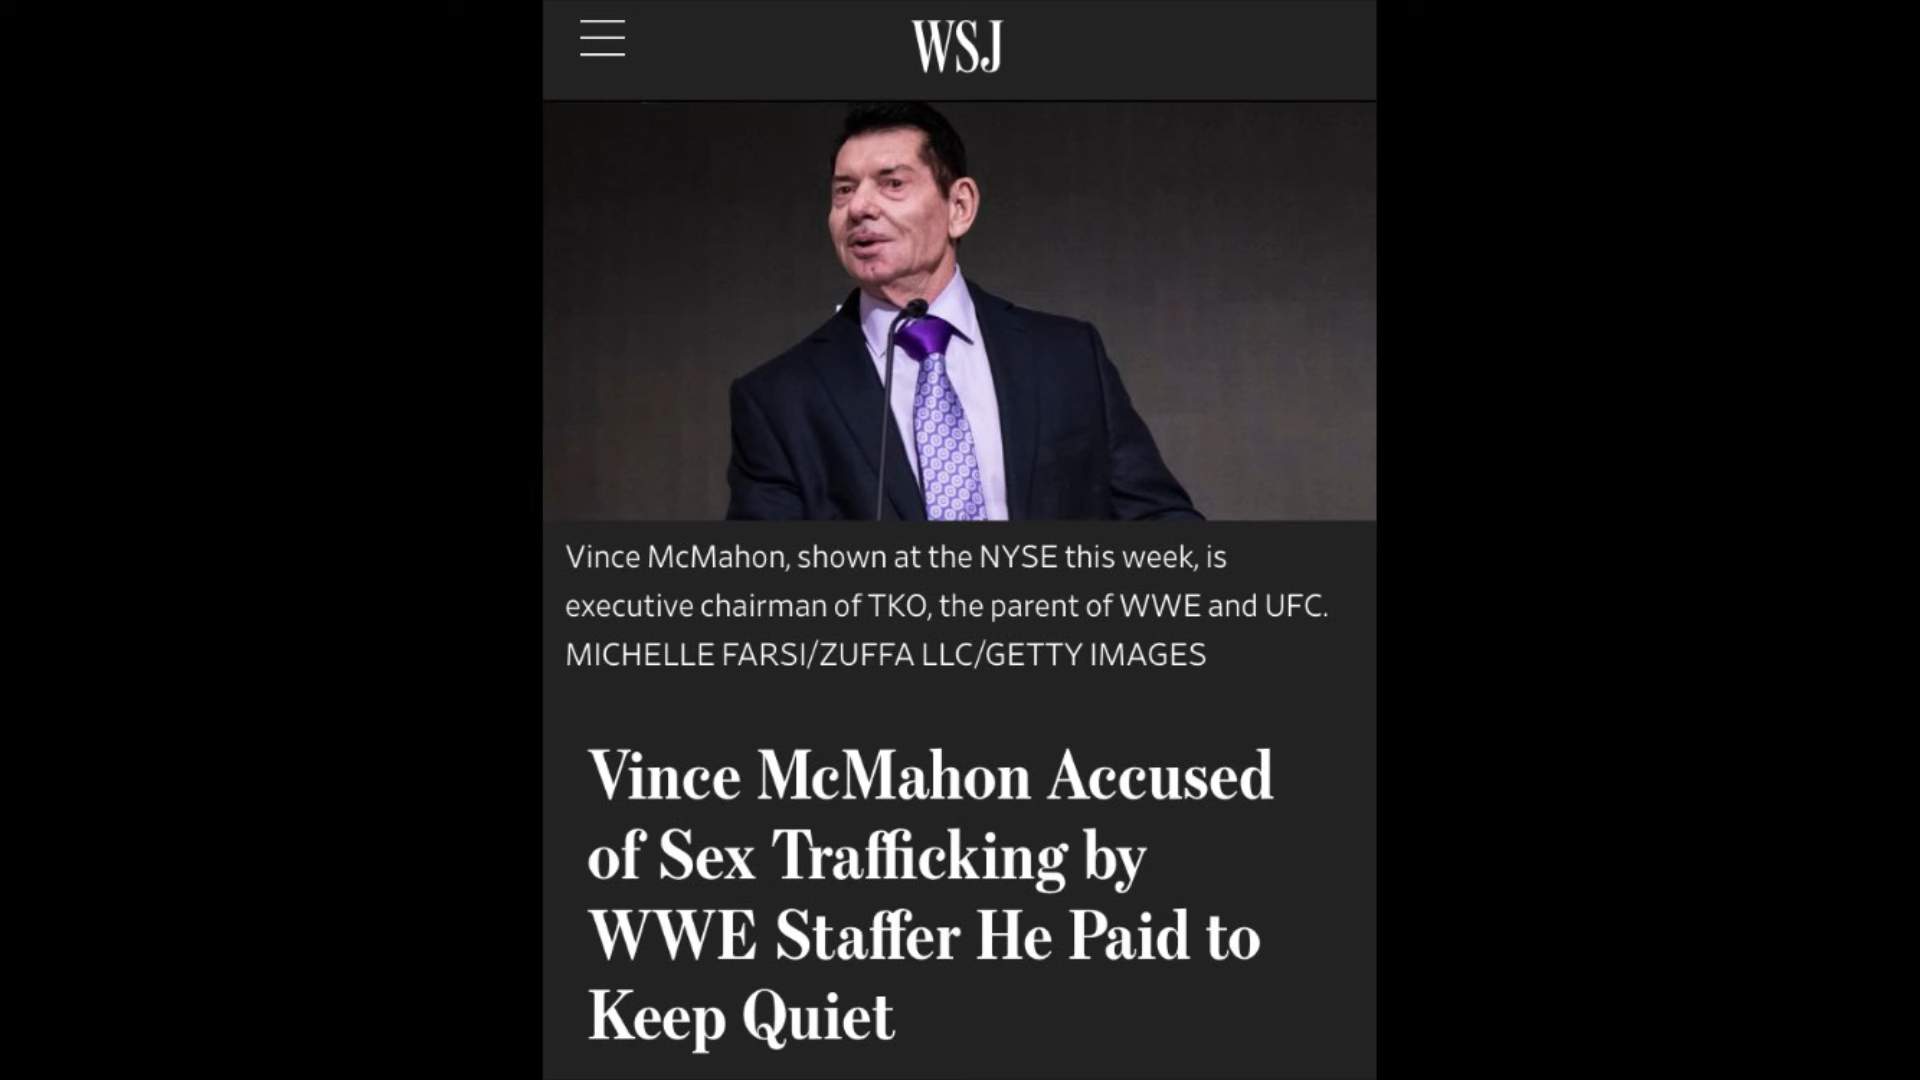 WSJ
Vince McMahon, shown at the NYSE this week, is
executive chairman of TKO, the parent of WWE and UFC.
MICHELLE FARSI/ZUFFA LLC/GETTY IMAGES
Vince McMahon Accused
of Sex Trafficking by
WWE Staffer He Paid to
Keep Quiet